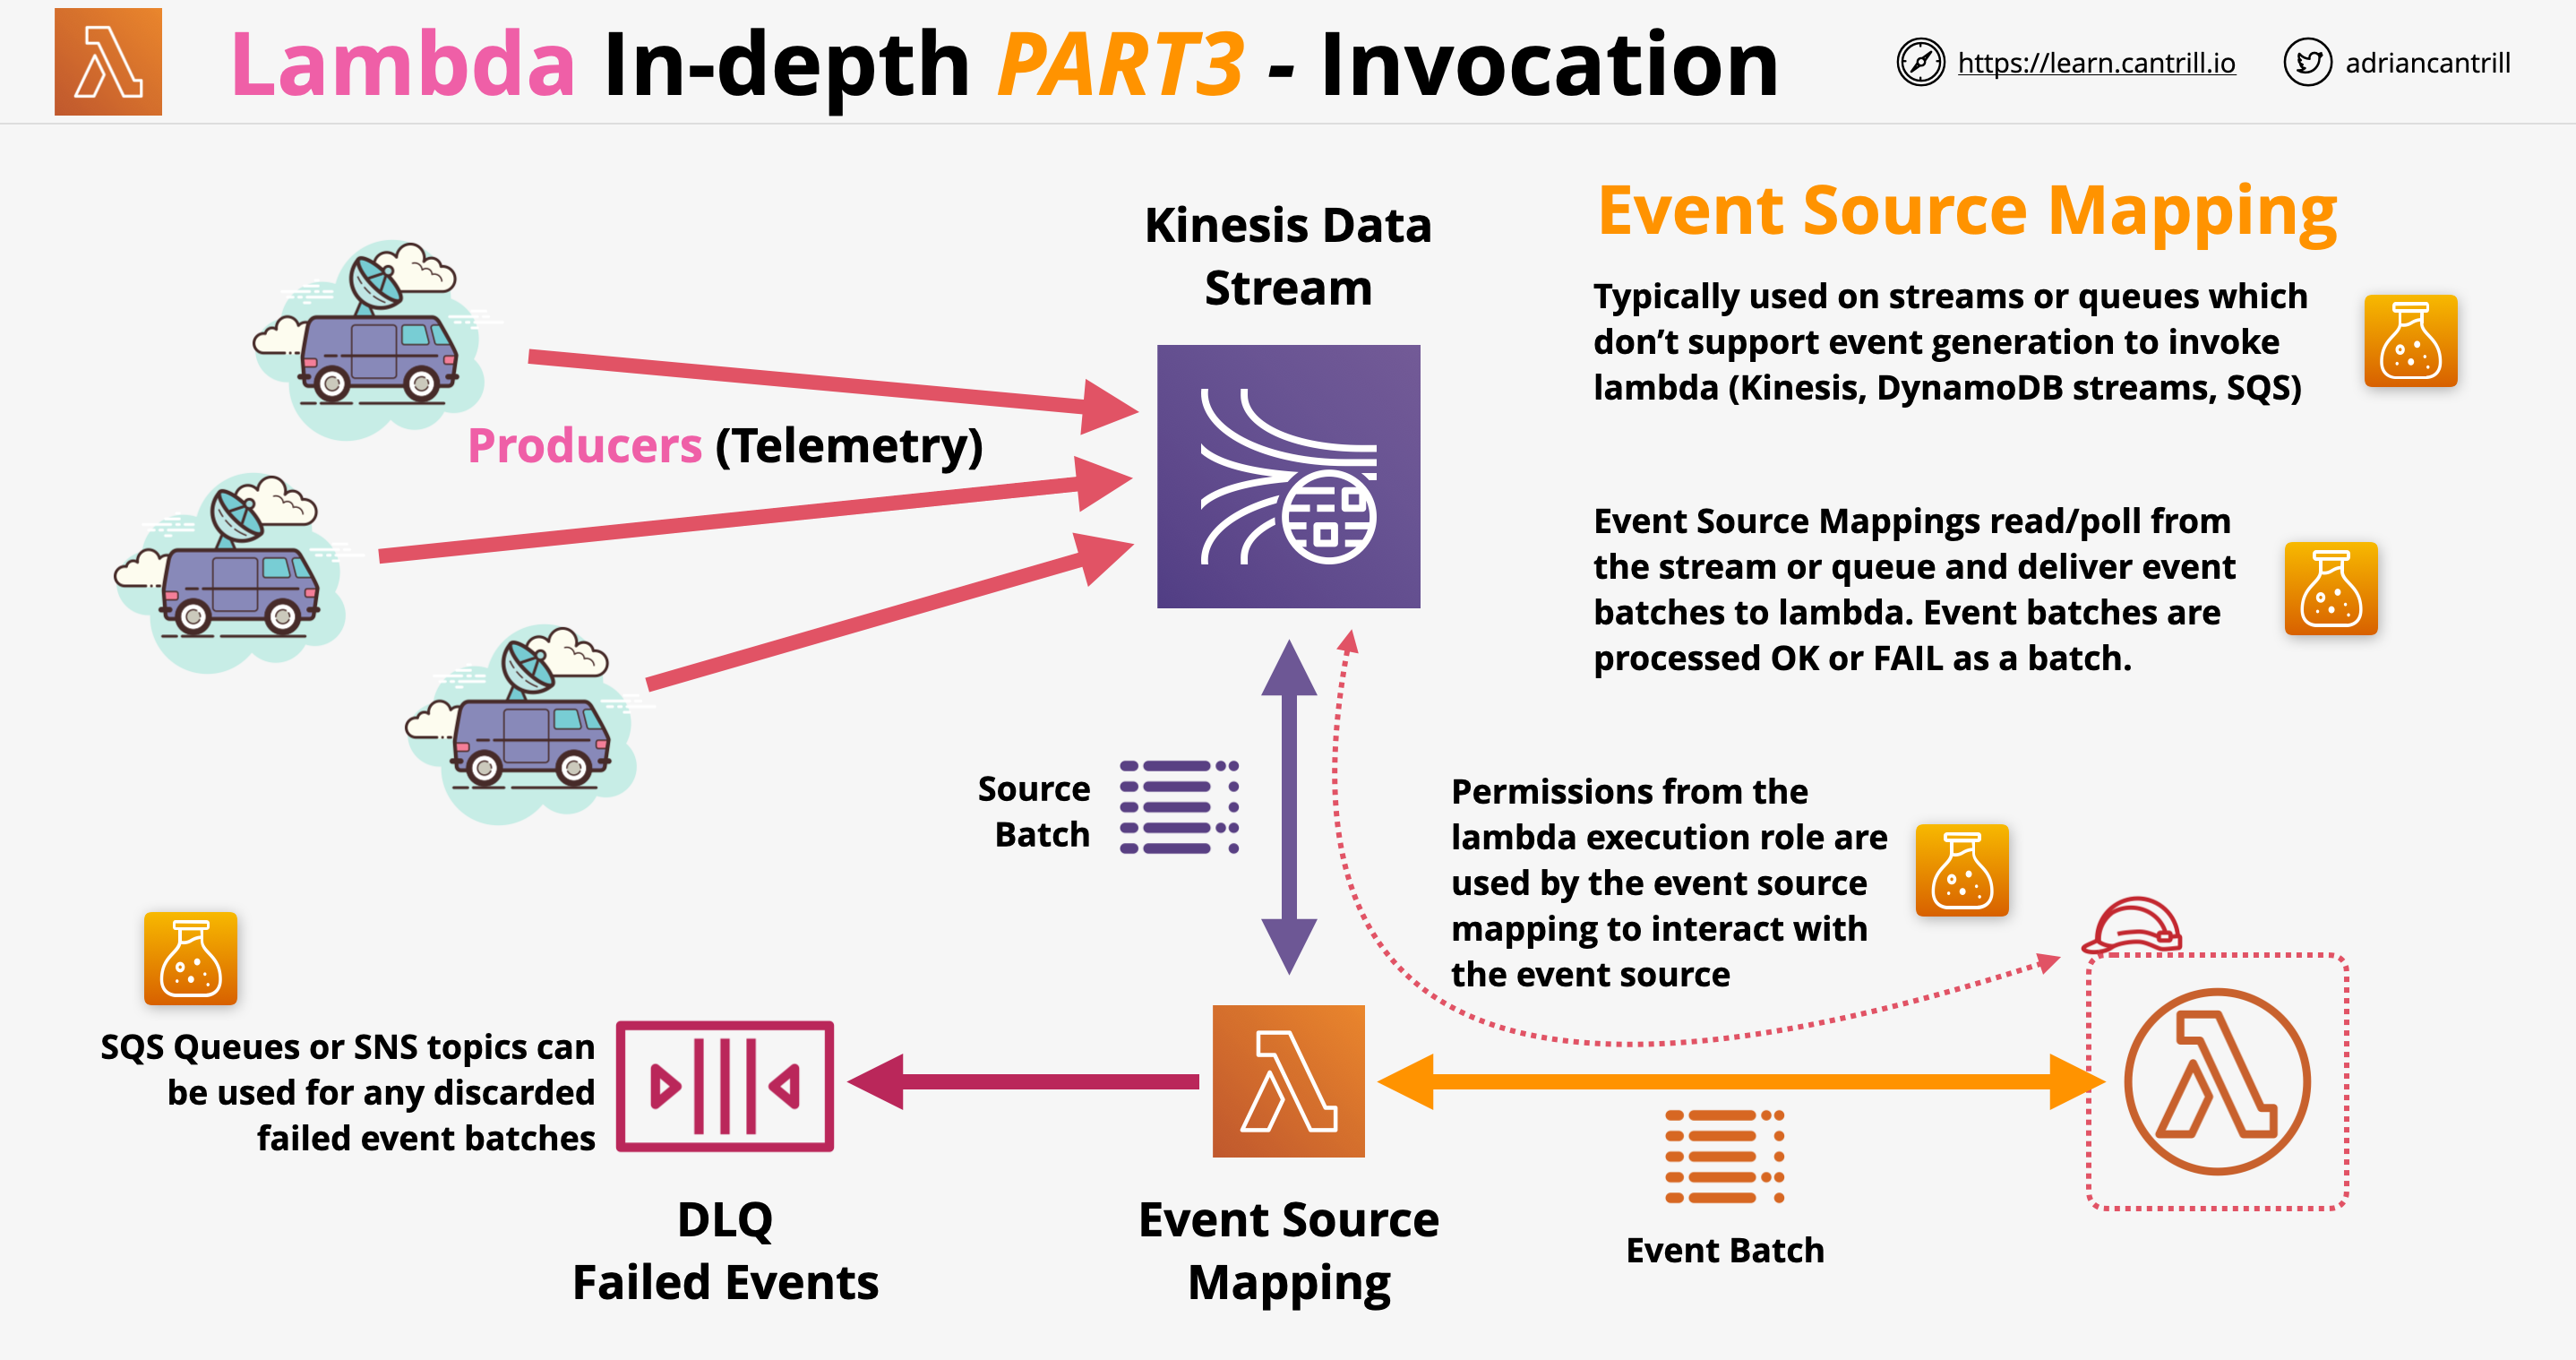 Lambda In-depth PART3 - Invocation
https://learn.cantrill.io
adriancantrill
Kinesis Data
Stream
Event Source Mapping
Typically used on streams or queues which
don’t support event generation to invoke
lambda (Kinesis, DynamoDB streams, SQS)
Producers (Telemetry)
Event Source Mappings read/poll from
the stream or queue and deliver event
batches to lambda. Event batches are
processed OK or FAIL as a batch.
Source
Batch
Permissions from the
lambda execution role are
used by the event source
mapping to interact with
the event source
SQS Queues or SNS topics can
be used for any discarded
failed event batches
DLQ
Failed Events
Event Source
Mapping
Event Batch